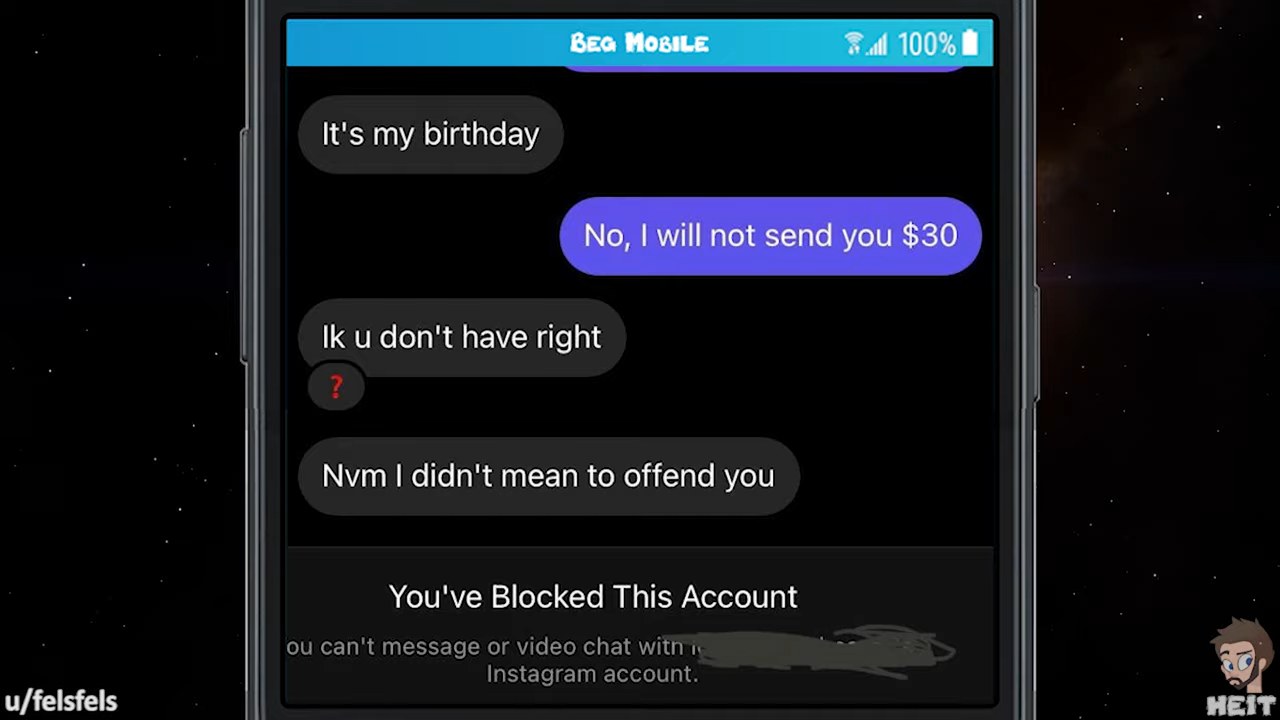 BEG MOBILE
100%
It's my birthday
No, I will not send you $30
Ik u don't have right
?
Nvm I didn't mean to offend you
You've Blocked This Account
ou can't message or video chat with
Instagram account.
u/felsfels
HEIT